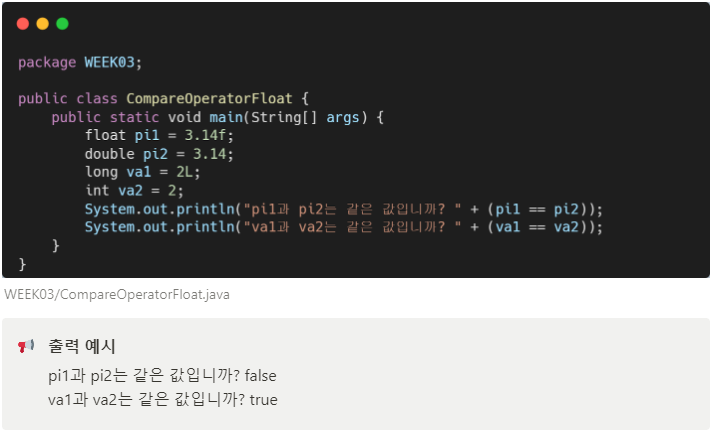 package WEEK03;
public class CompareOperatorFloat {
public static void main(String[] args) {
float pi1 = 3.14f;
double pi2 = 3.14;
long va1 = 2L;
int va2 = 2;
System.out.println("pi1과 pi2는 같은 값입니까? " + (pi1 == pi2));
System.out.println("va1과 va2는 같은 값입니까? " + (va1 == va2));
}
}
WEEK03/CompareOperatorFloat.java
출력 예시
pi1과 pi2는 같은 값입니까? false
va1과 va2는 같은 값입니까? true